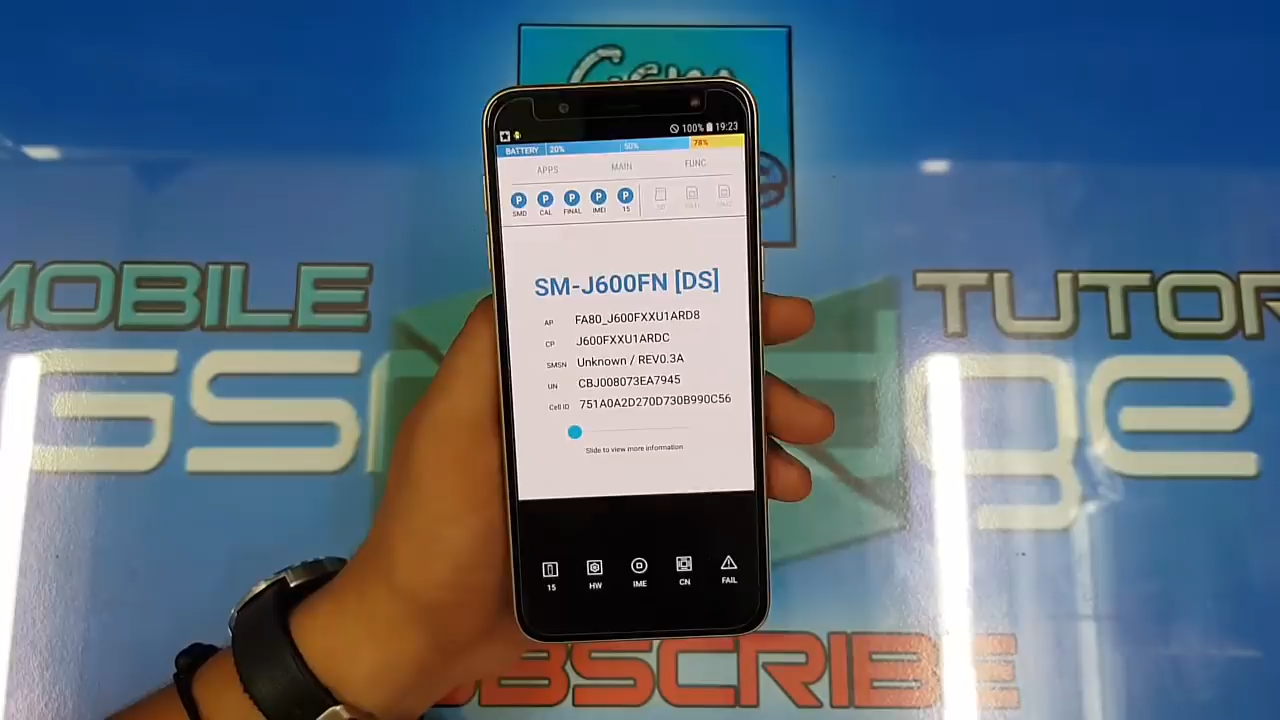 100% 19:23
BATTERY 20% 50% 78%
APPS MAIN FUNC
P P P P P
SMD CAL FINAL IMEI 15
SM-J600FN [DS]
AP FA80_J600FXXU1ARD8
CP J600FXXU1ARDC
SMSN Unknown / REV0.3A
UN CBJ008073EA7945
Cell ID 751A0A2D270D730B990C56
Slide to view more information
15 HW IME CN FAIL
MOBILE TUTOR